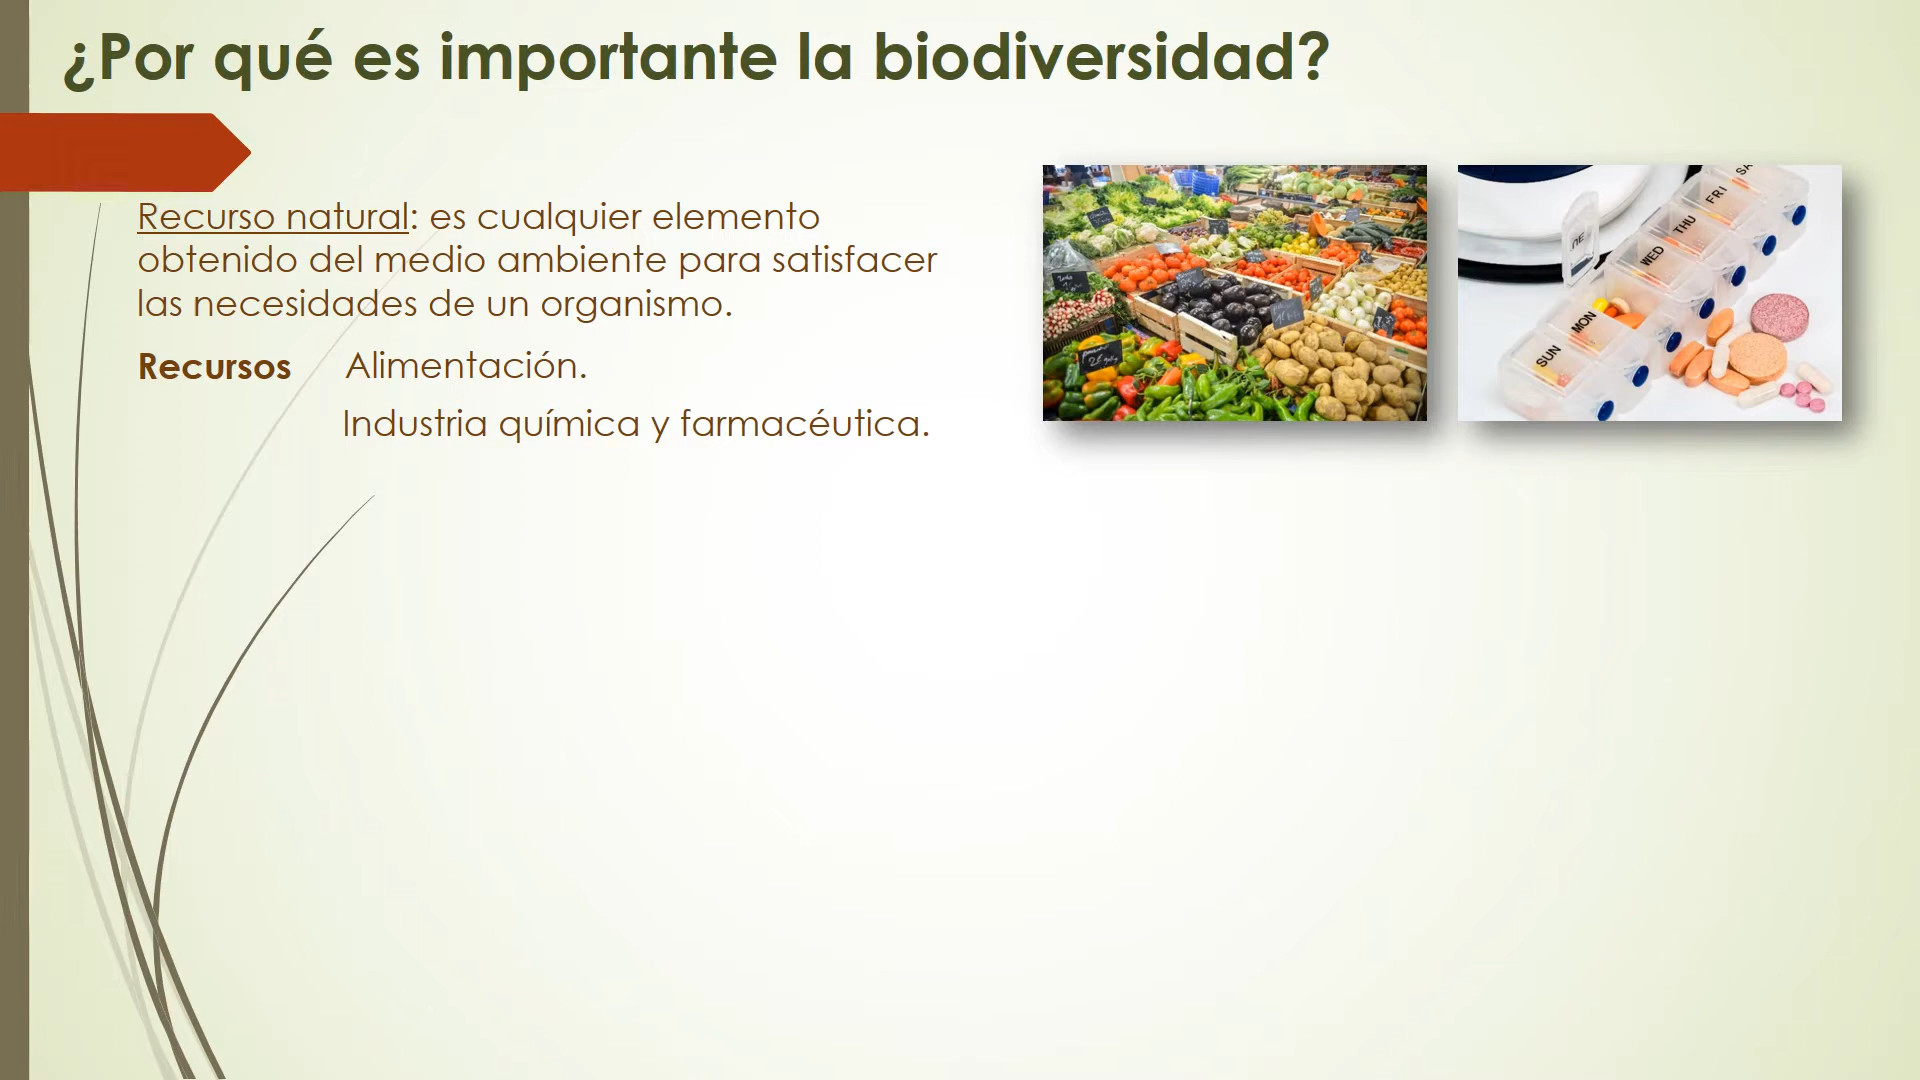 ¿Por qué es importante la biodiversidad?
Recurso natural: es cualquier elemento
obtenido del medio ambiente para satisfacer
las necesidades de un organismo.
Recursos Alimentación.
Industria química y farmacéutica.
SUN
MON
WED
THU
FRI
SA